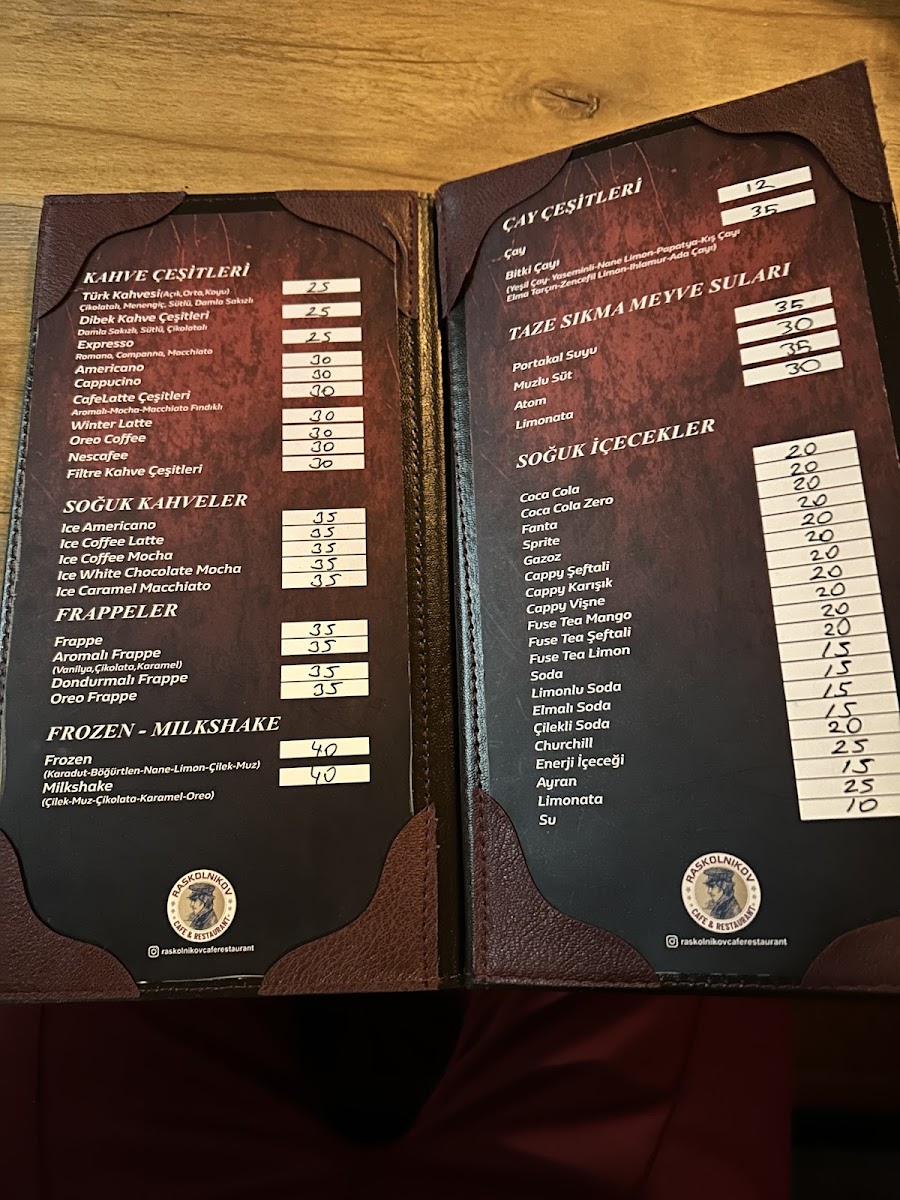 KAHVE ÇEŞİTLERİ
Türk Kahvesi(Açık,Orta,Koyu) 25
Çikolatalı, Menengiç, Sütlü, Damla Sakızlı
Dibek Kahve Çeşitleri 25
Damla Sakızlı, Sütlü, Çikolatalı
Expresso 25
Romano, Companna, Macchiato
Americano 30
Cappucino 30
CafeLatte Çeşitleri 30
Aromalı-Mocha-Macchiato Fındıklı
Winter Latte 30
Oreo Coffee 30
Nescafee 30
Filtre Kahve Çeşitleri 30
SOĞUK KAHVELER
Ice Americano 35
Ice Coffee Latte 35
Ice Coffee Mocha 35
Ice White Chocolate Mocha 35
Ice Caramel Macchiato 35
FRAPPELER
Frappe 35
Aromalı Frappe 35
(Vanilya,Çikolata,Karamel)
Dondurmalı Frappe 35
Oreo Frappe 35
FROZEN - MILKSHAKE
Frozen 40
(Karadut-Böğürtlen-Nane-Limon-Çilek-Muz)
Milkshake 40
(Çilek-Muz-Çikolata-Karamel-Oreo)
RASKOLNIKOV
CAFE & RESTAURANT
raskolnikovcaferestaurant
ÇAY ÇEŞİTLERİ
Çay 12
Bitki Çayı 35
(Yeşil Çay- Yaseminli-Nane Limon-Papatya-Kış Çayı
Elma Tarçın-Zencefil Limon-Ihlamur-Ada Çayı)
TAZE SIKMA MEYVE SULARI
Portakal Suyu 35
Muzlu Süt 30
Atom 35
Limonata 30
SOĞUK İÇECEKLER
Coca Cola 20
Coca Cola Zero 20
Fanta 20
Sprite 20
Gazoz 20
Cappy Şeftali 20
Cappy Karışık 20
Cappy Vişne 20
Fuse Tea Mango 20
Fuse Tea Şeftali 20
Fuse Tea Limon 20
Soda 15
Limonlu Soda 15
Elmalı Soda 15
Çilekli Soda 15
Churchill 20
Enerji İçeceği 25
Ayran 15
Limonata 25
Su 10
RASKOLNIKOV
CAFE & RESTAURANT
raskolnikovcaferestaurant